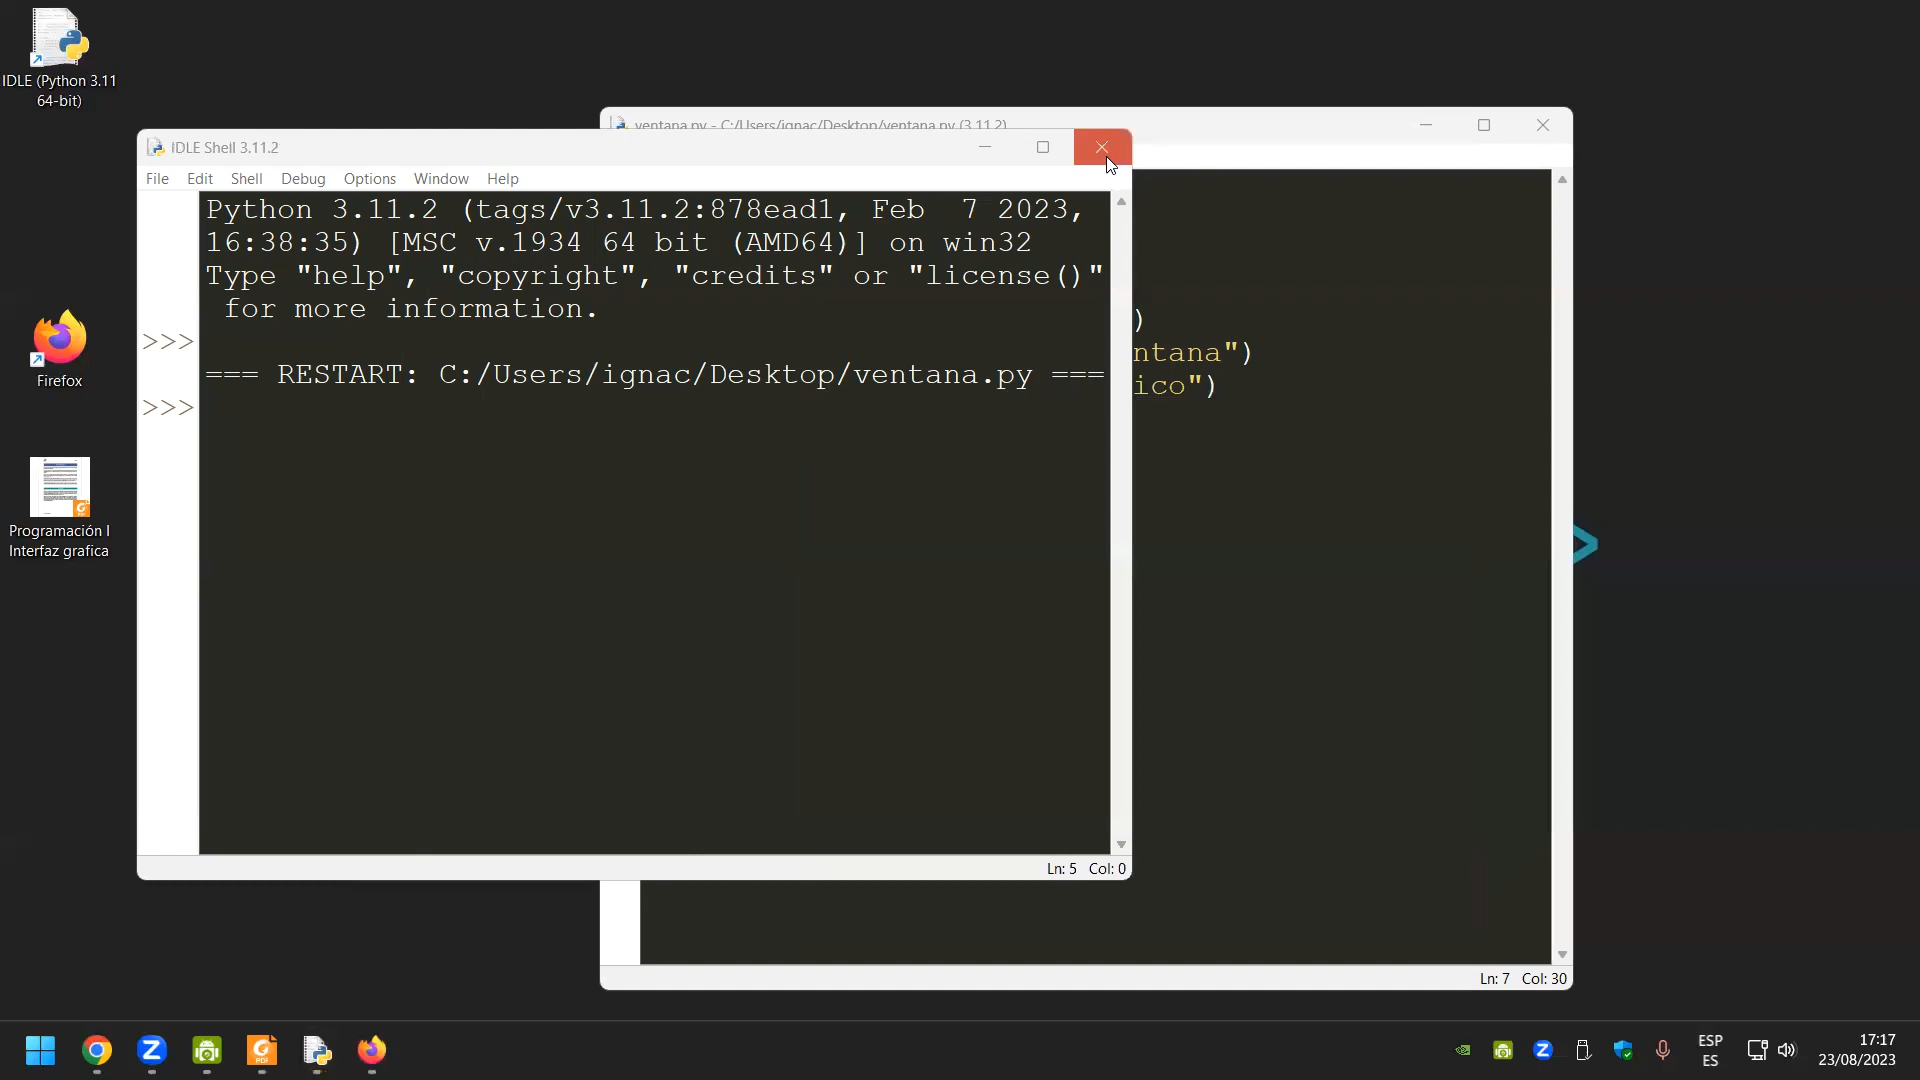 IDLE (Python 3.11
64-bit)
ventana.py - C:/Users/ignac/Desktop/ventana.py (3.11.2)
IDLE Shell 3.11.2
File Edit Shell Debug Options Window Help
Python 3.11.2 (tags/v3.11.2:878ead1, Feb  7 2023,
16:38:35) [MSC v.1934 64 bit (AMD64)] on win32
Type "help", "copyright", "credits" or "license()"
for more information.
>>>
=== RESTART: C:/Users/ignac/Desktop/ventana.py ===
>>>
)
ntana")
ico")
Firefox
Programación I
Interfaz grafica
Ln: 5 Col: 0
Ln: 7 Col: 30
ESP
ES
17:17
23/08/2023